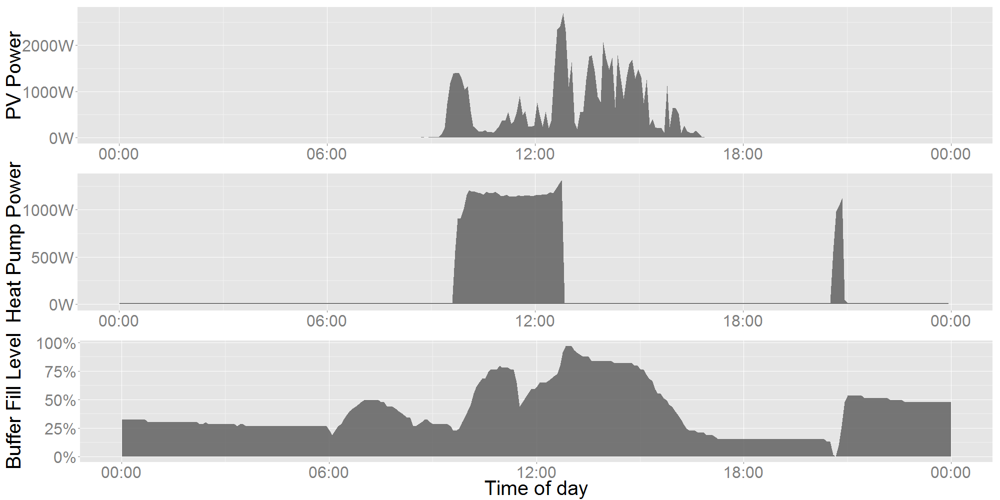 PV Power
2000W
1000W
0W
00:00 06:00 12:00 18:00 00:00
Heat Pump Power
1000W
500W
0W
00:00 06:00 12:00 18:00 00:00
Buffer Fill Level
100%
75%
50%
25%
0%
00:00 06:00 12:00 18:00 00:00
Time of day